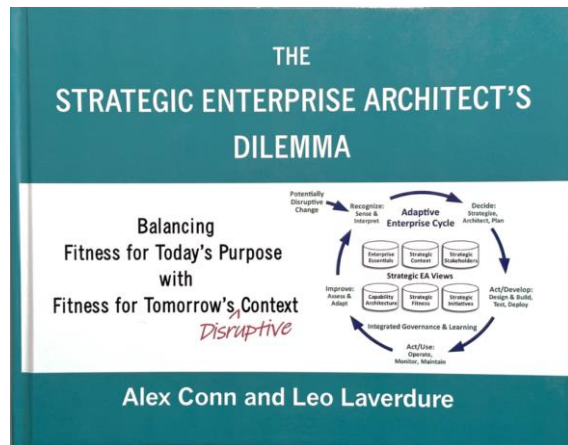 THE
STRATEGIC ENTERPRISE ARCHITECT'S
DILEMMA
Balancing
Fitness for Today's Purpose
with
Fitness for Tomorrow's Context
Disruptive
Potentially
Disruptive
Change
Recognize:
Sense &
Interpret
Adaptive
Enterprise Cycle
Decide:
Strategize,
Architect, Plan
Enterprise
Essentials
Strategic
Context
Strategic
Stakeholders
Strategic EA Views
Capability
Architecture
Strategic
Fitness
Strategic
Initiatives
Improve:
Assess &
Adapt
Act/Develop:
Design & Build,
Test, Deploy
Integrated Governance & Learning
Act/Use:
Operate,
Monitor, Maintain
Alex Conn and Leo Laverdure